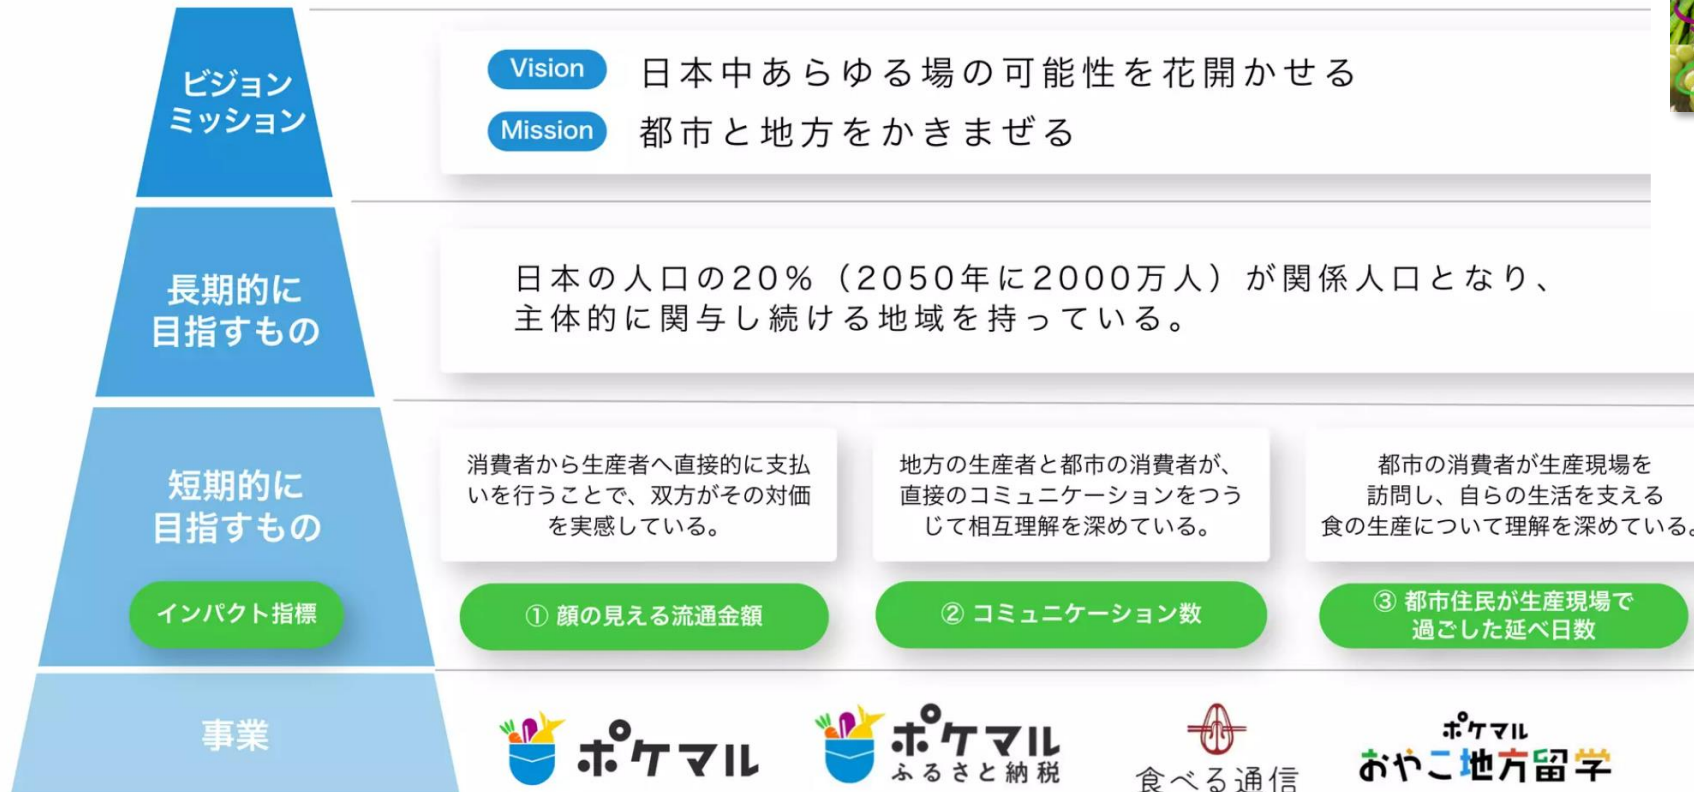 ビジョン
ミッション
Vision 日本中あらゆる場の可能性を花開かせる
Mission 都市と地方をかきまぜる
長期的に
目指すもの
日本の人口の20%（2050年に2000万人）が関係人口となり、
主体的に関与し続ける地域を持っている。
短期的に
目指すもの
インパクト指標
消費者から生産者へ直接的に支払
いを行うことで、双方がその対価
を実感している。
① 顔の見える流通金額
地方の生産者と都市の消費者が、
直接のコミュニケーションをつう
じて相互理解を深めている。
② コミュニケーション数
都市の消費者が生産現場を
訪問し、自らの生活を支える
食の生産について理解を深めている。
③ 都市住民が生産現場で
過ごした延べ日数
事業
ポケマル
ポケマル
ふるさと納税
食べる通信
ポケマル
おやこ地方留学